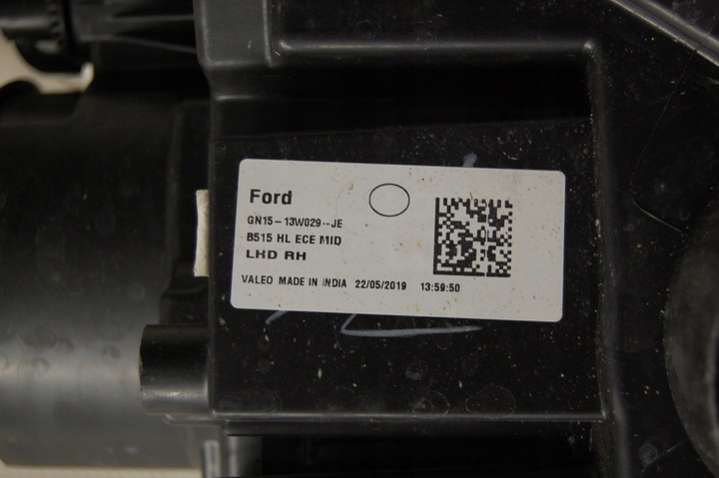 Ford
GN15-13W029--JE
B515 HL ECE MID
LHD RH
VALEO MADE IN INDIA 22/05/2019 13:59:50